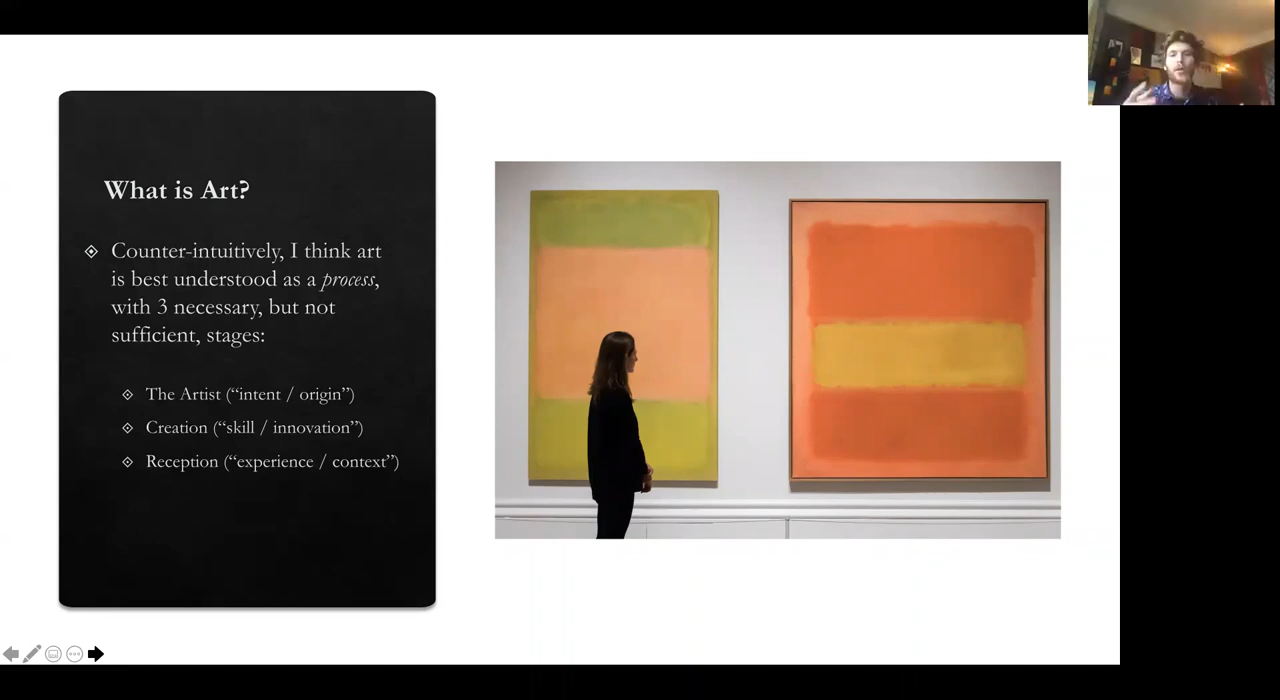 What is Art?
Counter-intuitively, I think art
is best understood as a process,
with 3 necessary, but not
sufficient, stages:
The Artist (“intent / origin”)
Creation (“skill / innovation”)
Reception (“experience / context”)